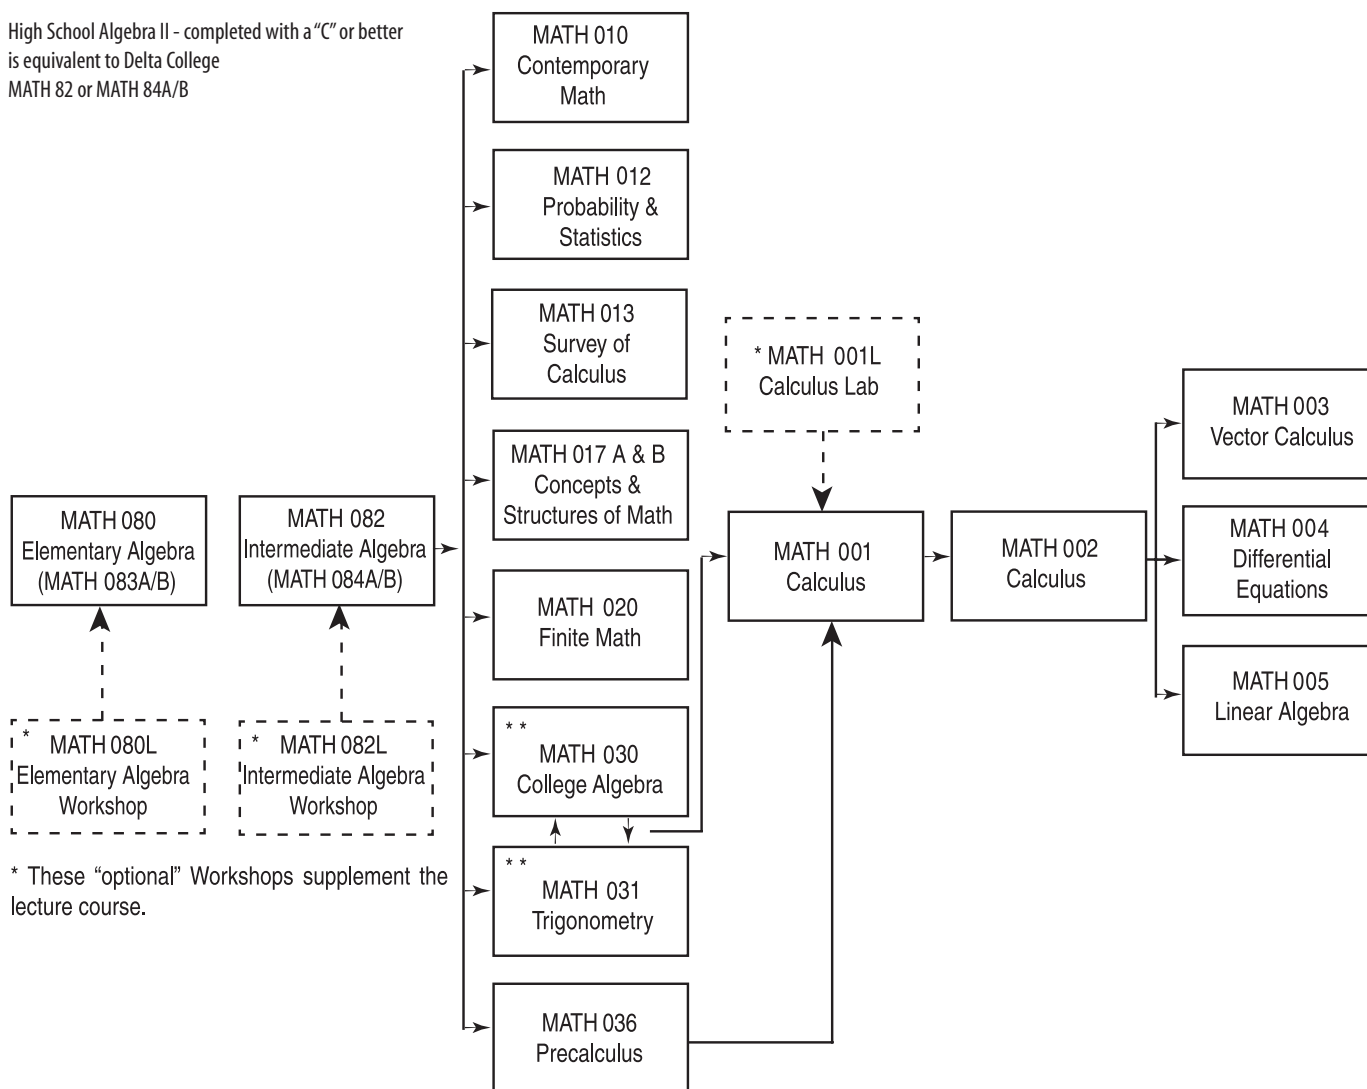 High School Algebra II - completed with a “C” or better
is equivalent to Delta College
MATH 82 or MATH 84A/B
MATH 010
Contemporary
Math
MATH 012
Probability &
Statistics
MATH 013
Survey of
Calculus
MATH 017 A & B
Concepts &
Structures of Math
MATH 020
Finite Math
* *
MATH 030
College Algebra
* *
MATH 031
Trigonometry
MATH 036
Precalculus
MATH 080
Elementary Algebra
(MATH 083A/B)
MATH 082
Intermediate Algebra
(MATH 084A/B)
* MATH 080L
Elementary Algebra
Workshop
* MATH 082L
Intermediate Algebra
Workshop
* These “optional” Workshops supplement the
lecture course.
* MATH 001L
Calculus Lab
MATH 001
Calculus
MATH 002
Calculus
MATH 003
Vector Calculus
MATH 004
Differential
Equations
MATH 005
Linear Algebra